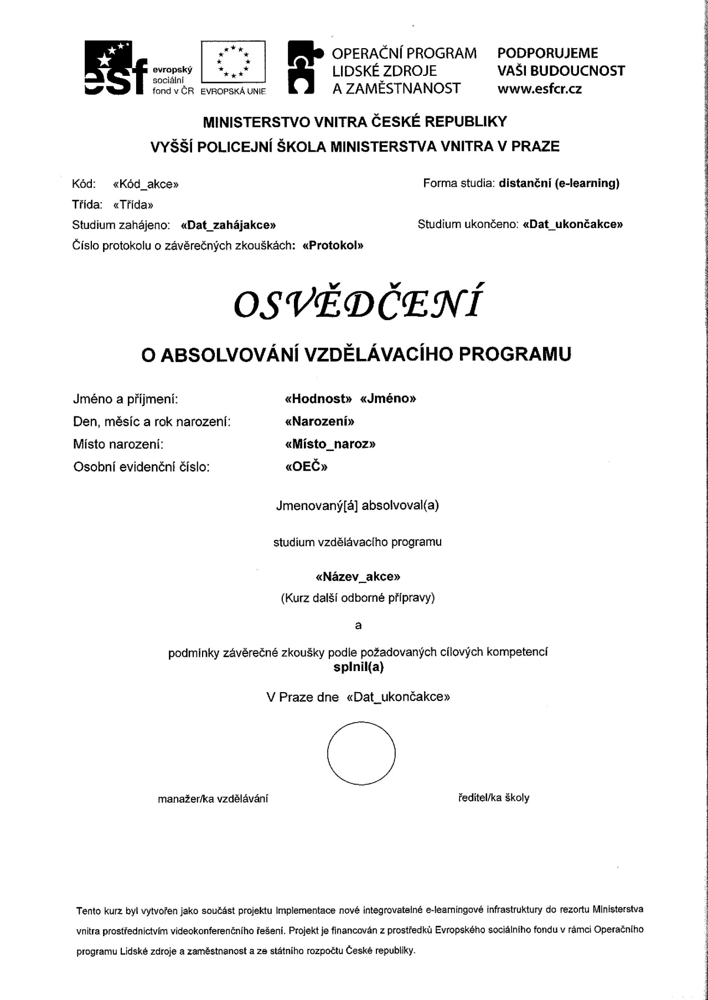 esf evropský
sociální
fond v ČR EVROPSKÁ UNIE
OPERAČNÍ PROGRAM
LIDSKÉ ZDROJE
A ZAMĚSTNANOST
PODPORUJEME
VAŠI BUDOUCNOST
www.esfcr.cz
MINISTERSTVO VNITRA ČESKÉ REPUBLIKY
VYŠŠÍ POLICEJNÍ ŠKOLA MINISTERSTVA VNITRA V PRAZE
Kód: «Kód_akce» Forma studia: distanční (e-learning)
Třída: «Třída»
Studium zahájeno: «Dat_zahájakce» Studium ukončeno: «Dat_ukončakce»
Číslo protokolu o závěrečných zkouškách: «Protokol»
OSVĚDČENÍ
O ABSOLVOVÁNÍ VZDĚLÁVACÍHO PROGRAMU
Jméno a příjmení: «Hodnost» «Jméno»
Den, měsíc a rok narození: «Narození»
Místo narození: «Místo_naroz»
Osobní evidenční číslo: «OEČ»
Jmenovaný[á] absolvoval(a)
studium vzdělávacího programu
«Název_akce»
(Kurz další odborné přípravy)
a
podmínky závěrečné zkoušky podle požadovaných cílových kompetencí
splnil(a)
V Praze dne «Dat_ukončakce»
manažer/ka vzdělávání ředitel/ka školy
Tento kurz byl vytvořen jako součást projektu Implementace nové integrovatelné e-learningové infrastruktury do rezortu Ministerstva
vnitra prostřednictvím videokonferenčního řešení. Projekt je financován z prostředků Evropského sociálního fondu v rámci Operačního
programu Lidské zdroje a zaměstnanost a ze státního rozpočtu České republiky.